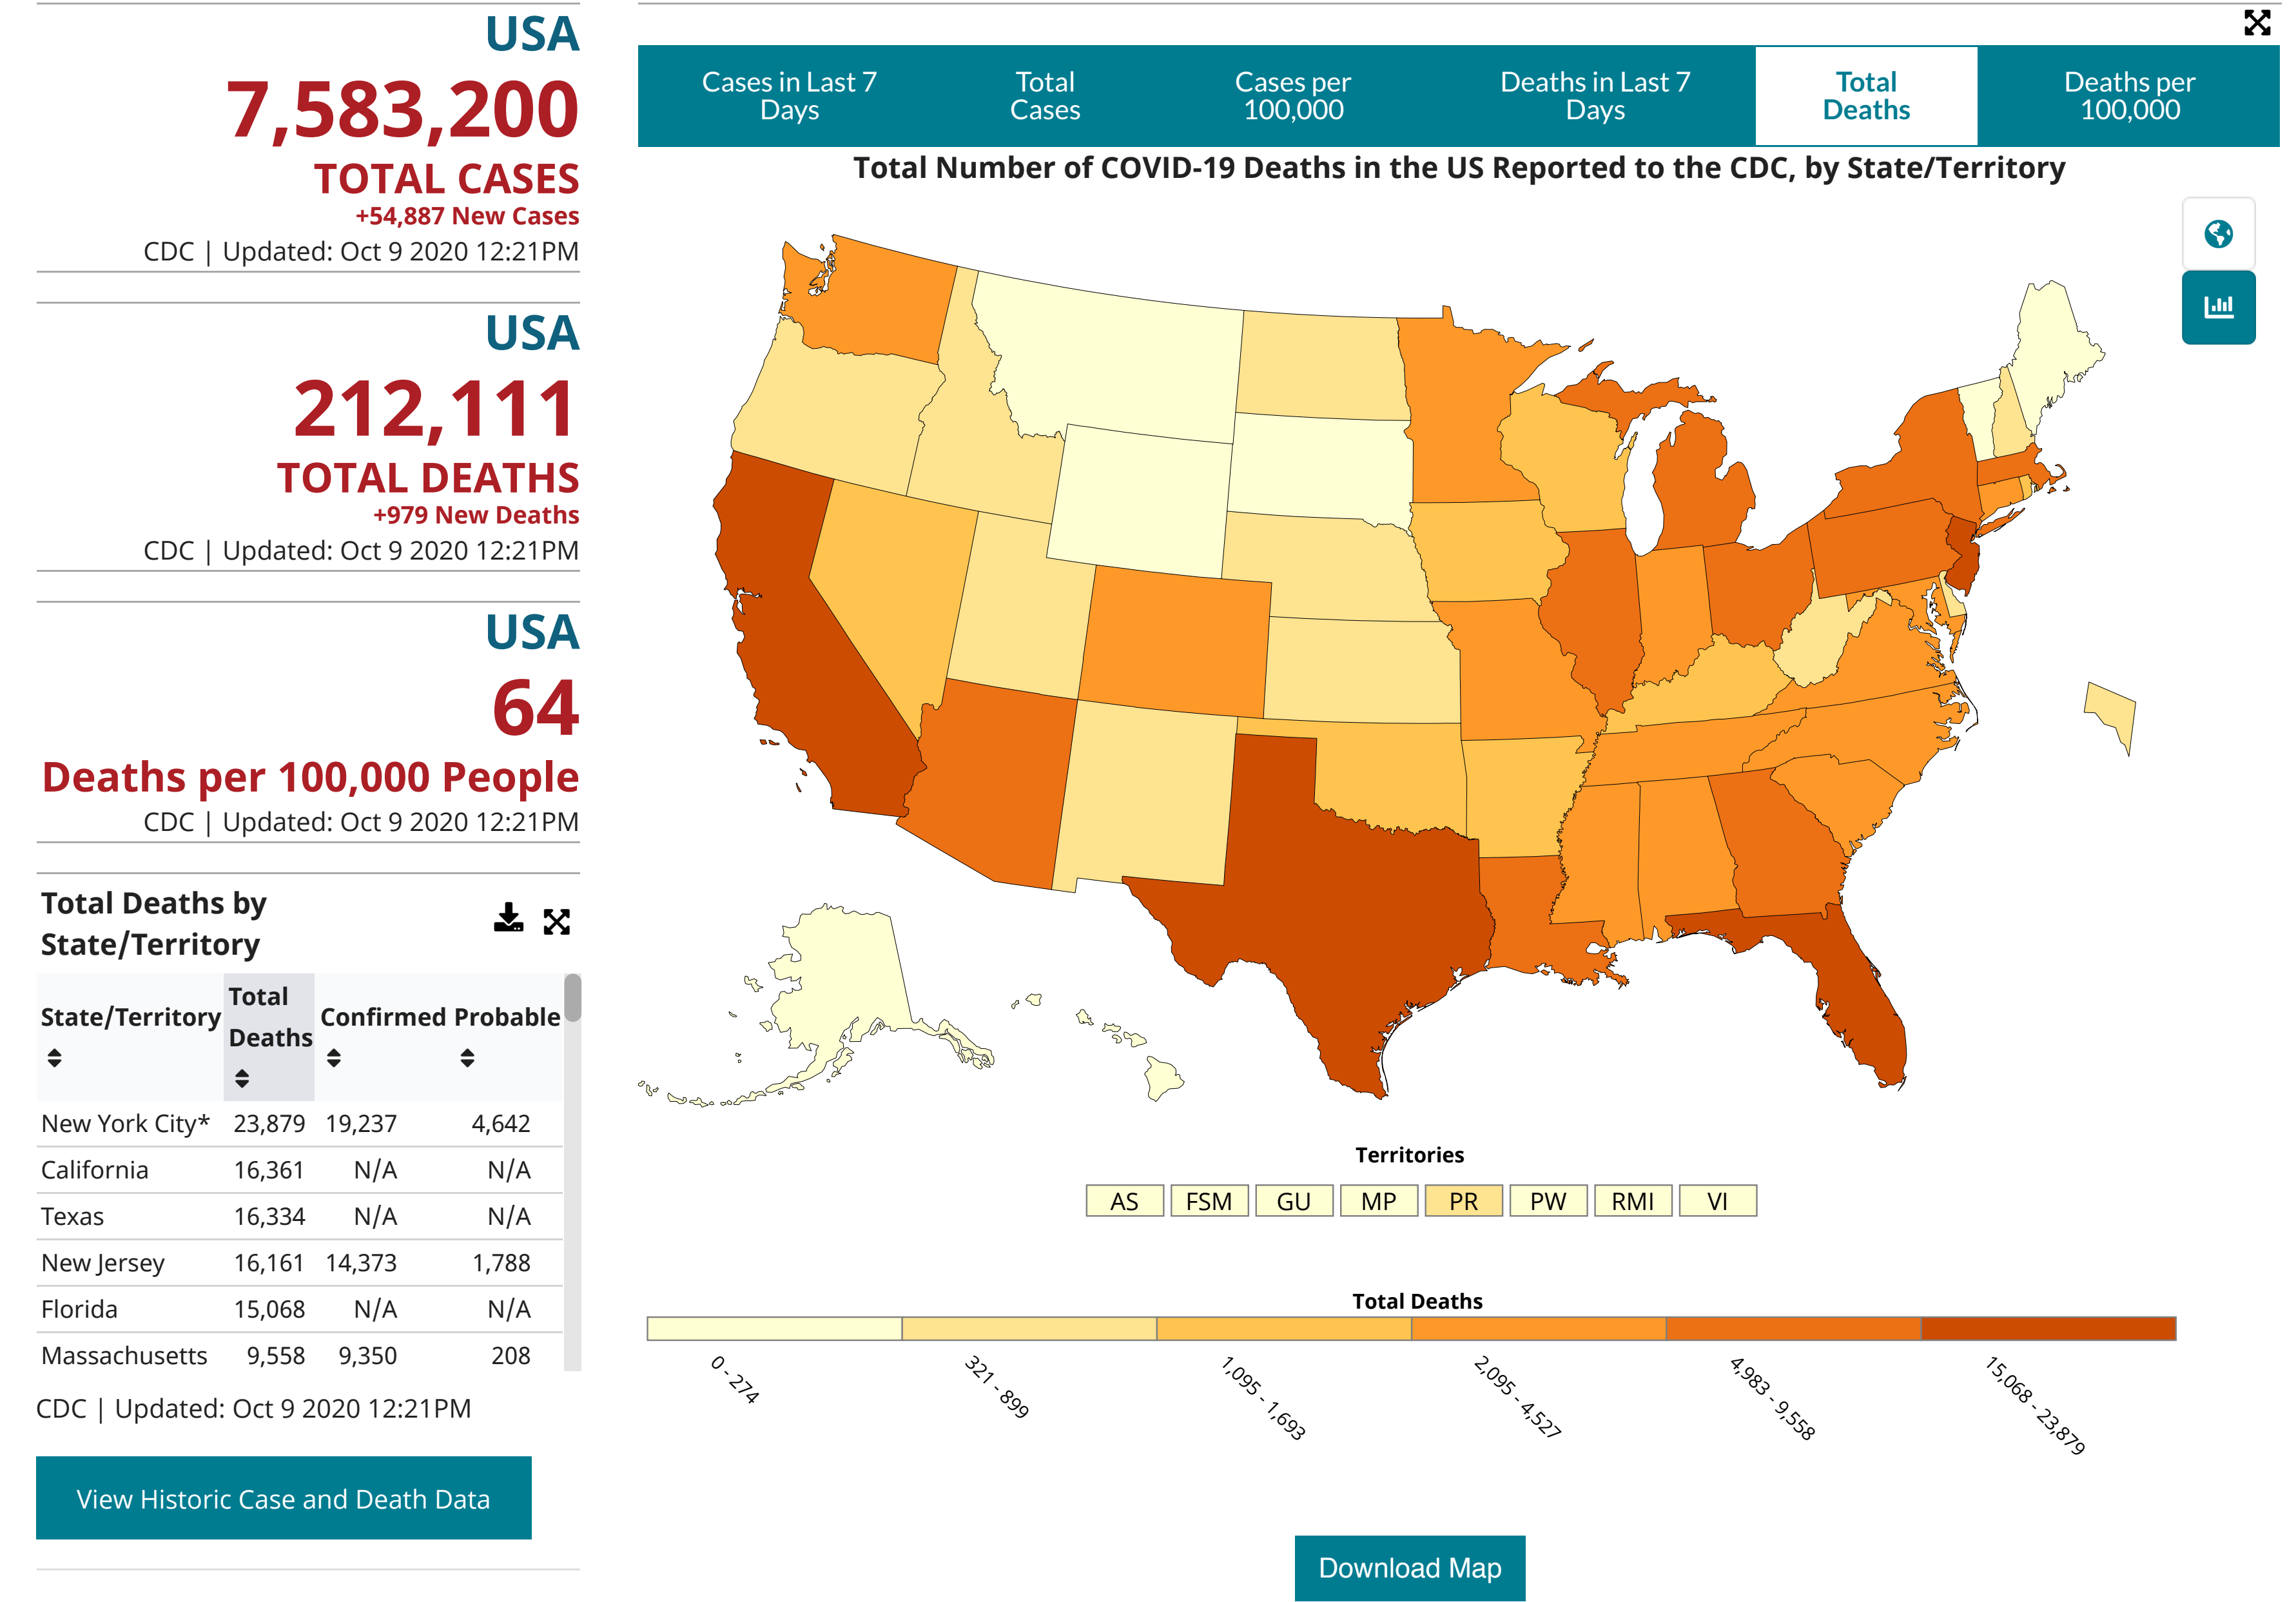 USA
7,583,200
TOTAL CASES
+54,887 New Cases
CDC | Updated: Oct 9 2020 12:21PM
USA
212,111
TOTAL DEATHS
+979 New Deaths
CDC | Updated: Oct 9 2020 12:21PM
USA
64
Deaths per 100,000 People
CDC | Updated: Oct 9 2020 12:21PM
Total Deaths by
State/Territory
State/Territory Total Deaths Confirmed Probable
New York City* 23,879 19,237 4,642
California 16,361 N/A N/A
Texas 16,334 N/A N/A
New Jersey 16,161 14,373 1,788
Florida 15,068 N/A N/A
Massachusetts 9,558 9,350 208
CDC | Updated: Oct 9 2020 12:21PM
View Historic Case and Death Data
Cases in Last 7
Days
Total
Cases
Cases per
100,000
Deaths in Last 7
Days
Total
Deaths
Deaths per
100,000
Total Number of COVID-19 Deaths in the US Reported to the CDC, by State/Territory
Territories
AS FSM GU MP PR PW RMI VI
Total Deaths
0 - 274
321 - 899
1,095 - 1,693
2,095 - 4,527
4,983 - 9,558
15,068 - 23,879
Download Map